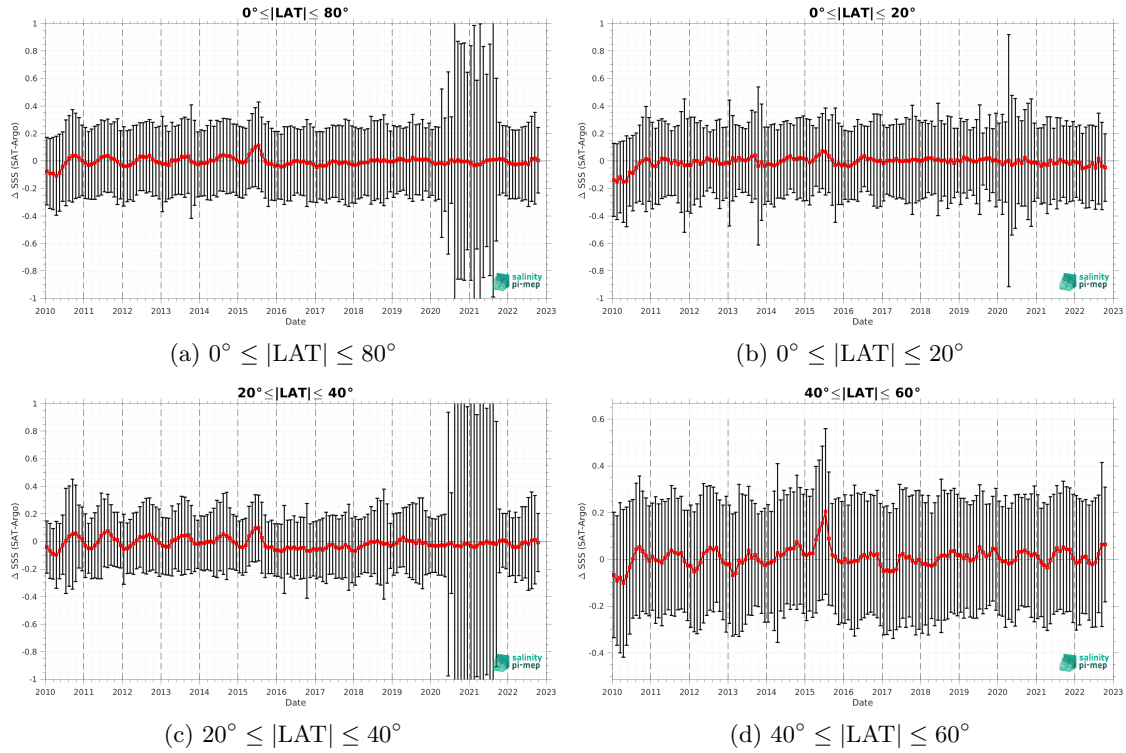 0°≤|LAT|≤ 80°
1
0.8
0.6
0.4
0.2
0
-0.2
-0.4
-0.6
-0.8
-1
Δ SSS (SAT-Argo)
2010 2011 2012 2013 2014 2015 2016 2017 2018 2019 2020 2021 2022 2023
Date
salinity
pi-mep
(a) 0° ≤ |LAT| ≤ 80°
0°≤|LAT|≤ 20°
1
0.8
0.6
0.4
0.2
0
-0.2
-0.4
-0.6
-0.8
-1
Δ SSS (SAT-Argo)
2010 2011 2012 2013 2014 2015 2016 2017 2018 2019 2020 2021 2022 2023
Date
salinity
pi-mep
(b) 0° ≤ |LAT| ≤ 20°
20°≤|LAT|≤ 40°
1
0.8
0.6
0.4
0.2
0
-0.2
-0.4
-0.6
-0.8
-1
Δ SSS (SAT-Argo)
2010 2011 2012 2013 2014 2015 2016 2017 2018 2019 2020 2021 2022 2023
Date
salinity
pi-mep
(c) 20° ≤ |LAT| ≤ 40°
40°≤|LAT|≤ 60°
0.6
0.4
0.2
0
-0.2
-0.4
Δ SSS (SAT-Argo)
2010 2011 2012 2013 2014 2015 2016 2017 2018 2019 2020 2021 2022 2023
Date
salinity
pi-mep
(d) 40° ≤ |LAT| ≤ 60°